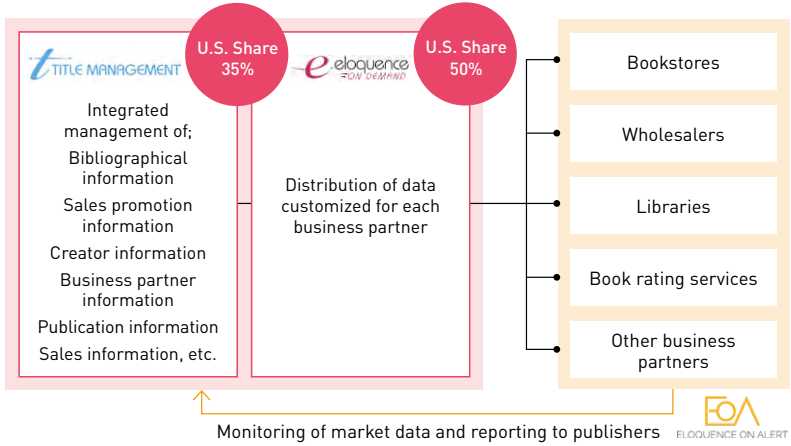 U.S. Share
35%
U.S. Share
50%
t TITLE MANAGEMENT
e eloquence
ON DEMAND
Integrated
management of;
Bibliographical
information
Sales promotion
information
Creator information
Business partner
information
Publication information
Sales information, etc.
Distribution of data
customized for each
business partner
Bookstores
Wholesalers
Libraries
Book rating services
Other business
partners
Monitoring of market data and reporting to publishers
EOA
ELOQUENCE ON ALERT